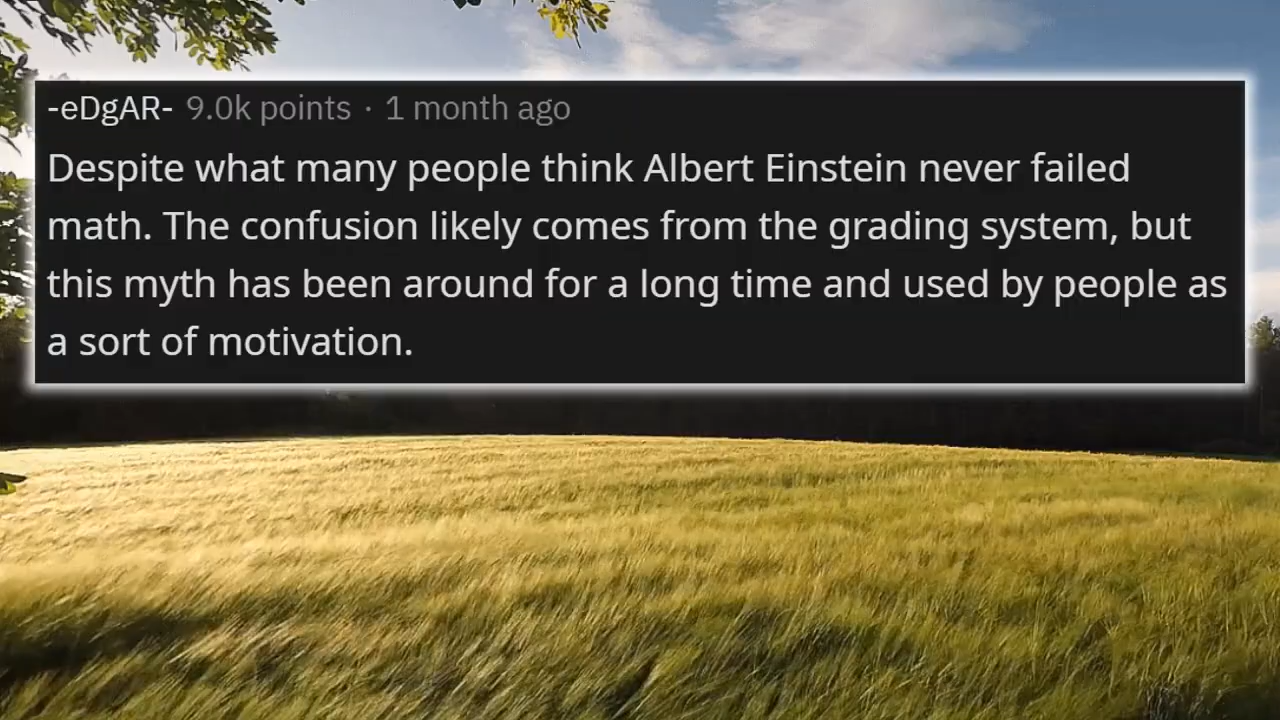 -eDgAR- 9.0k points · 1 month ago
Despite what many people think Albert Einstein never failed
math. The confusion likely comes from the grading system, but
this myth has been around for a long time and used by people as
a sort of motivation.